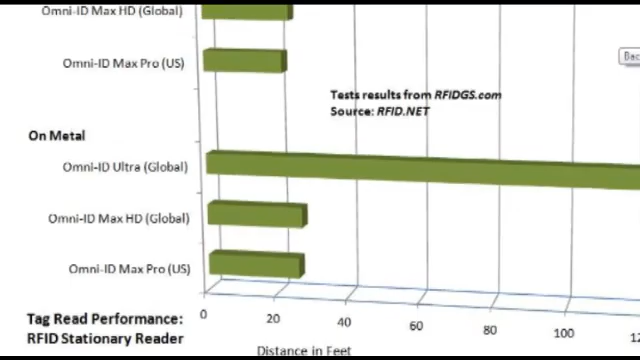 Omni-ID Max HD (Global)
Omni-ID Max Pro (US)
Tests results from RFIDGS.com
Source: RFID.NET
On Metal
Omni-ID Ultra (Global)
Omni-ID Max HD (Global)
Omni-ID Max Pro (US)
0 20 40 60 80 100
Tag Read Performance:
RFID Stationary Reader
Distance in Feet